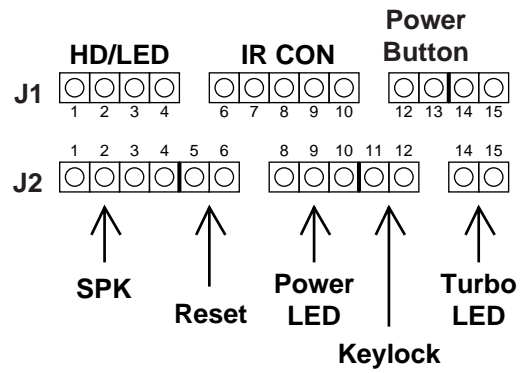 Power
HD/LED IR CON Button
J1
1 2 3 4 6 7 8 9 10 12 13 14 15
1 2 3 4 5 6 8 9 10 11 12 14 15
J2
SPK Power Turbo
Reset LED LED
Keylock